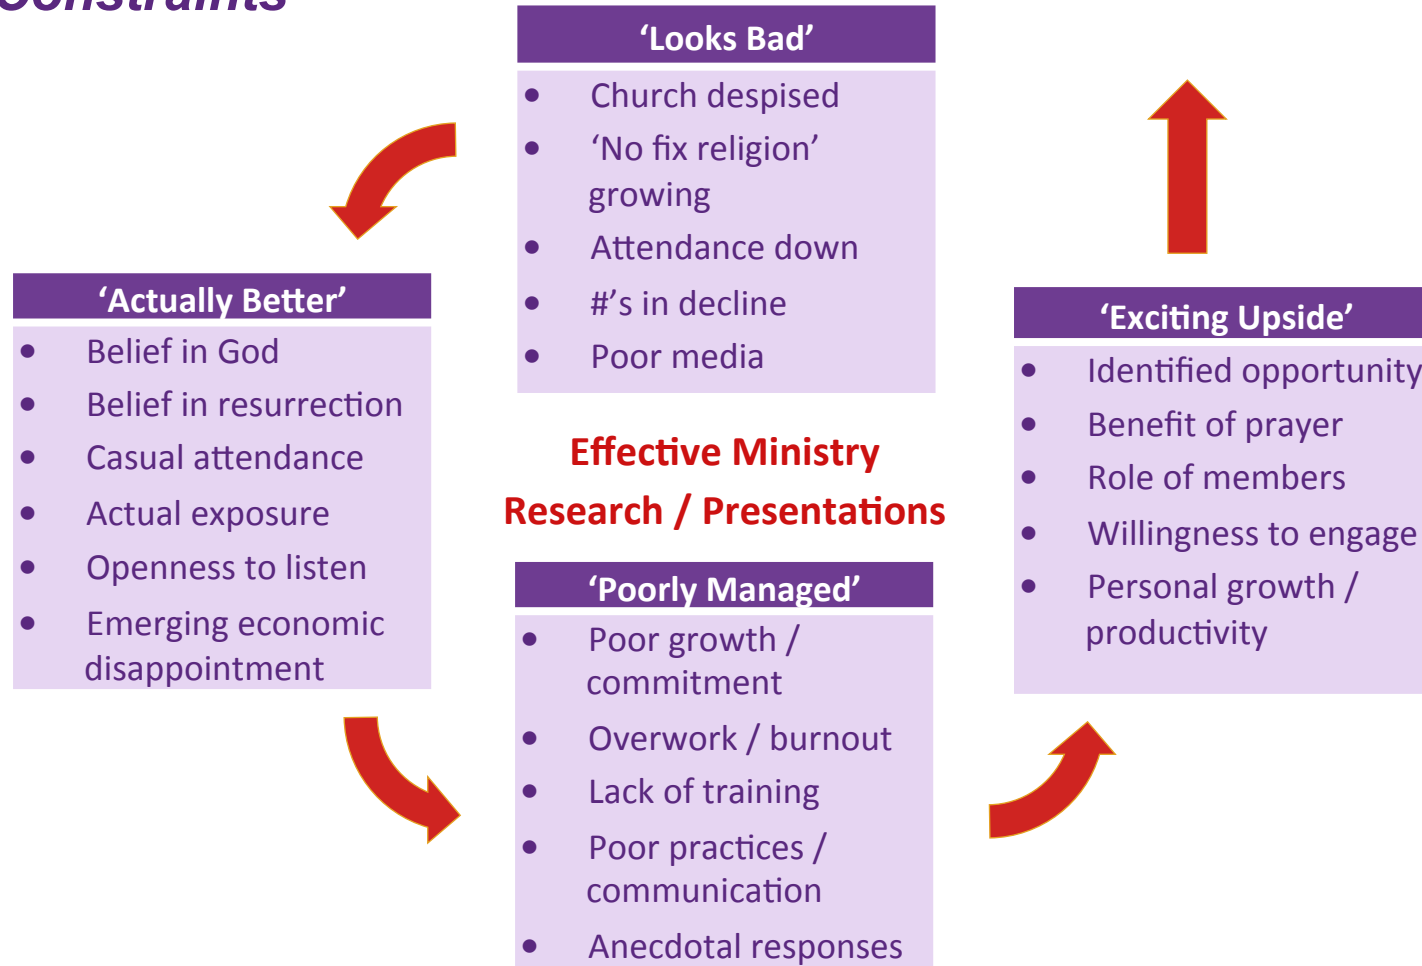 Constraints
‘Looks Bad’
• Church despised
• ‘No fix religion’
growing
• Attendance down
• #’s in decline
• Poor media
‘Actually Better’
• Belief in God
• Belief in resurrection
• Casual attendance
• Actual exposure
• Openness to listen
• Emerging economic
disappointment
Effective Ministry
Research / Presentations
‘Poorly Managed’
• Poor growth /
commitment
• Overwork / burnout
• Lack of training
• Poor practices /
communication
• Anecdotal responses
‘Exciting Upside’
• Identified opportunity
• Benefit of prayer
• Role of members
• Willingness to engage
• Personal growth /
productivity